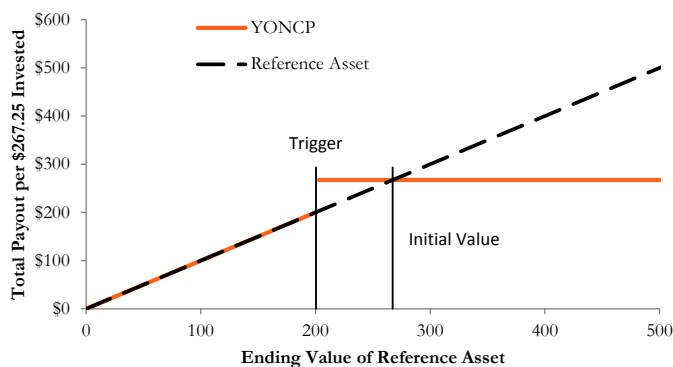 $600
YONCP
Reference Asset
$500
$400
Trigger
$300
$200
Initial Value
$100
$0
Total Payout per $267.25 Invested
0 100 200 300 400 500
Ending Value of Reference Asset